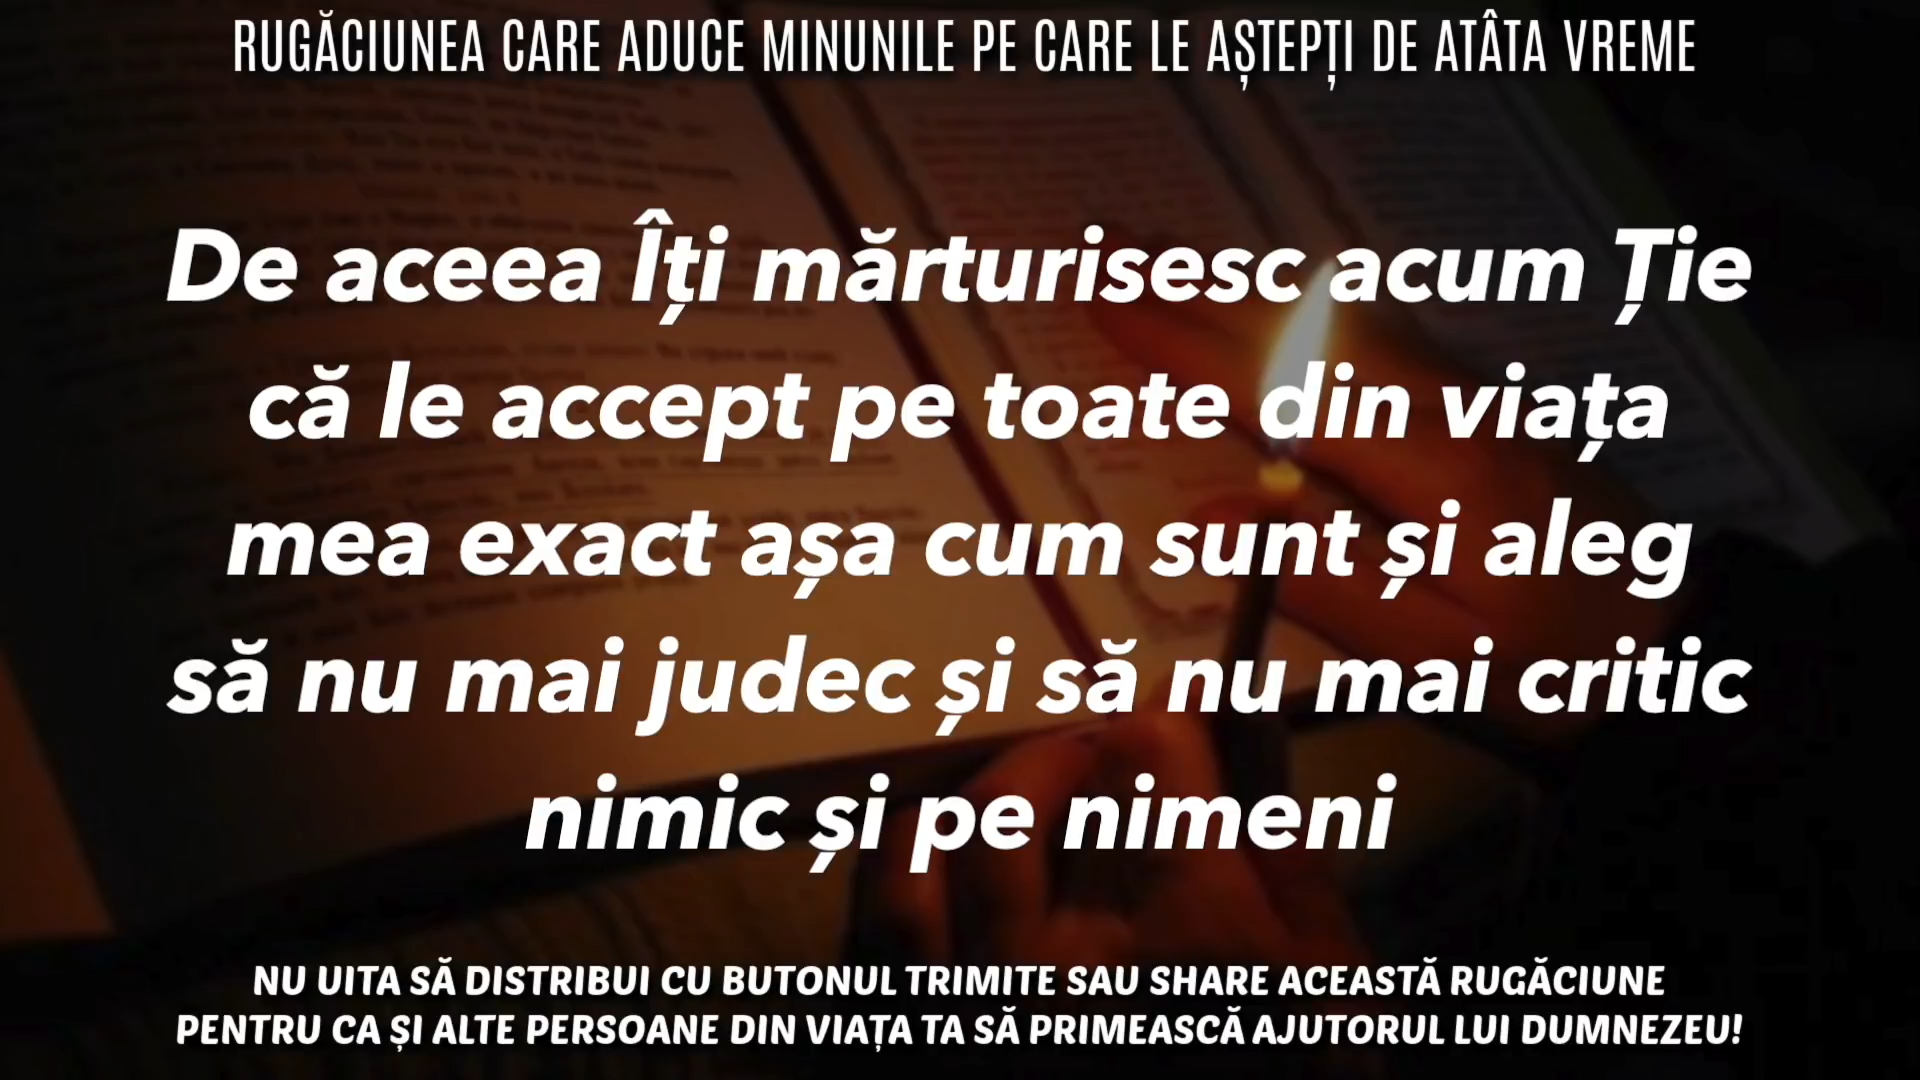 RUGĂCIUNEA CARE ADUCE MINUNILE PE CARE LE AȘTEPȚI DE ATÂTA VREME
De aceea Îți mărturisesc acum Ție
că le accept pe toate din viața
mea exact așa cum sunt și aleg
să nu mai judec și să nu mai critic
nimic și pe nimeni
NU UITA SĂ DISTRIBUI CU BUTONUL TRIMITE SAU SHARE ACEASTĂ RUGĂCIUNE
PENTRU CA ȘI ALTE PERSOANE DIN VIAȚA TA SĂ PRIMEASCĂ AJUTORUL LUI DUMNEZEU!